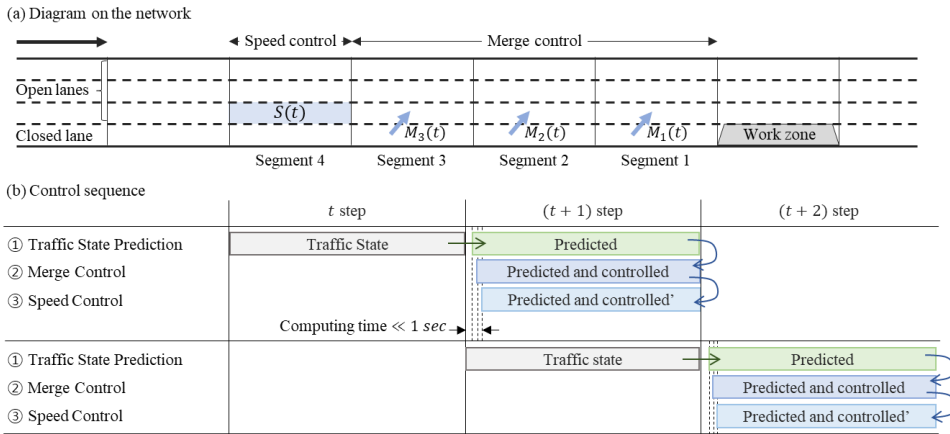 (a) Diagram on the network
Speed control
Merge control
Open lanes
S(t)
Closed lane
M₃(t)
M₂(t)
M₁(t)
Work zone
Segment 4
Segment 3
Segment 2
Segment 1
(b) Control sequence
t step
(t + 1) step
(t + 2) step
① Traffic State Prediction
Traffic State
Predicted
② Merge Control
Predicted and controlled
③ Speed Control
Predicted and controlled'
Computing time ≪ 1 sec
① Traffic State Prediction
Traffic state
Predicted
② Merge Control
Predicted and controlled
③ Speed Control
Predicted and controlled'